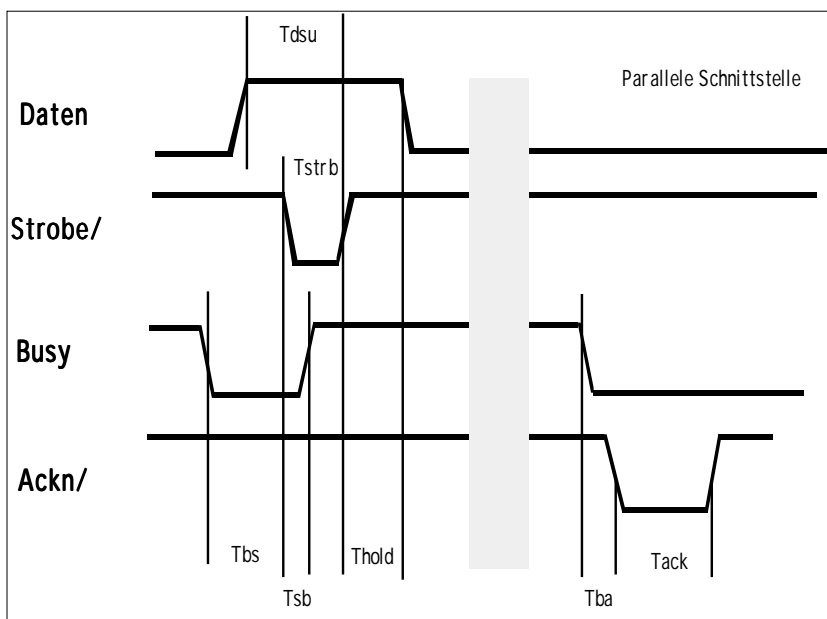 Tdsu
Parallele Schnittstelle
Daten
Tstrb
Strobe/
Busy
Ackn/
Tbs
Thold
Tack
Tsb
Tba